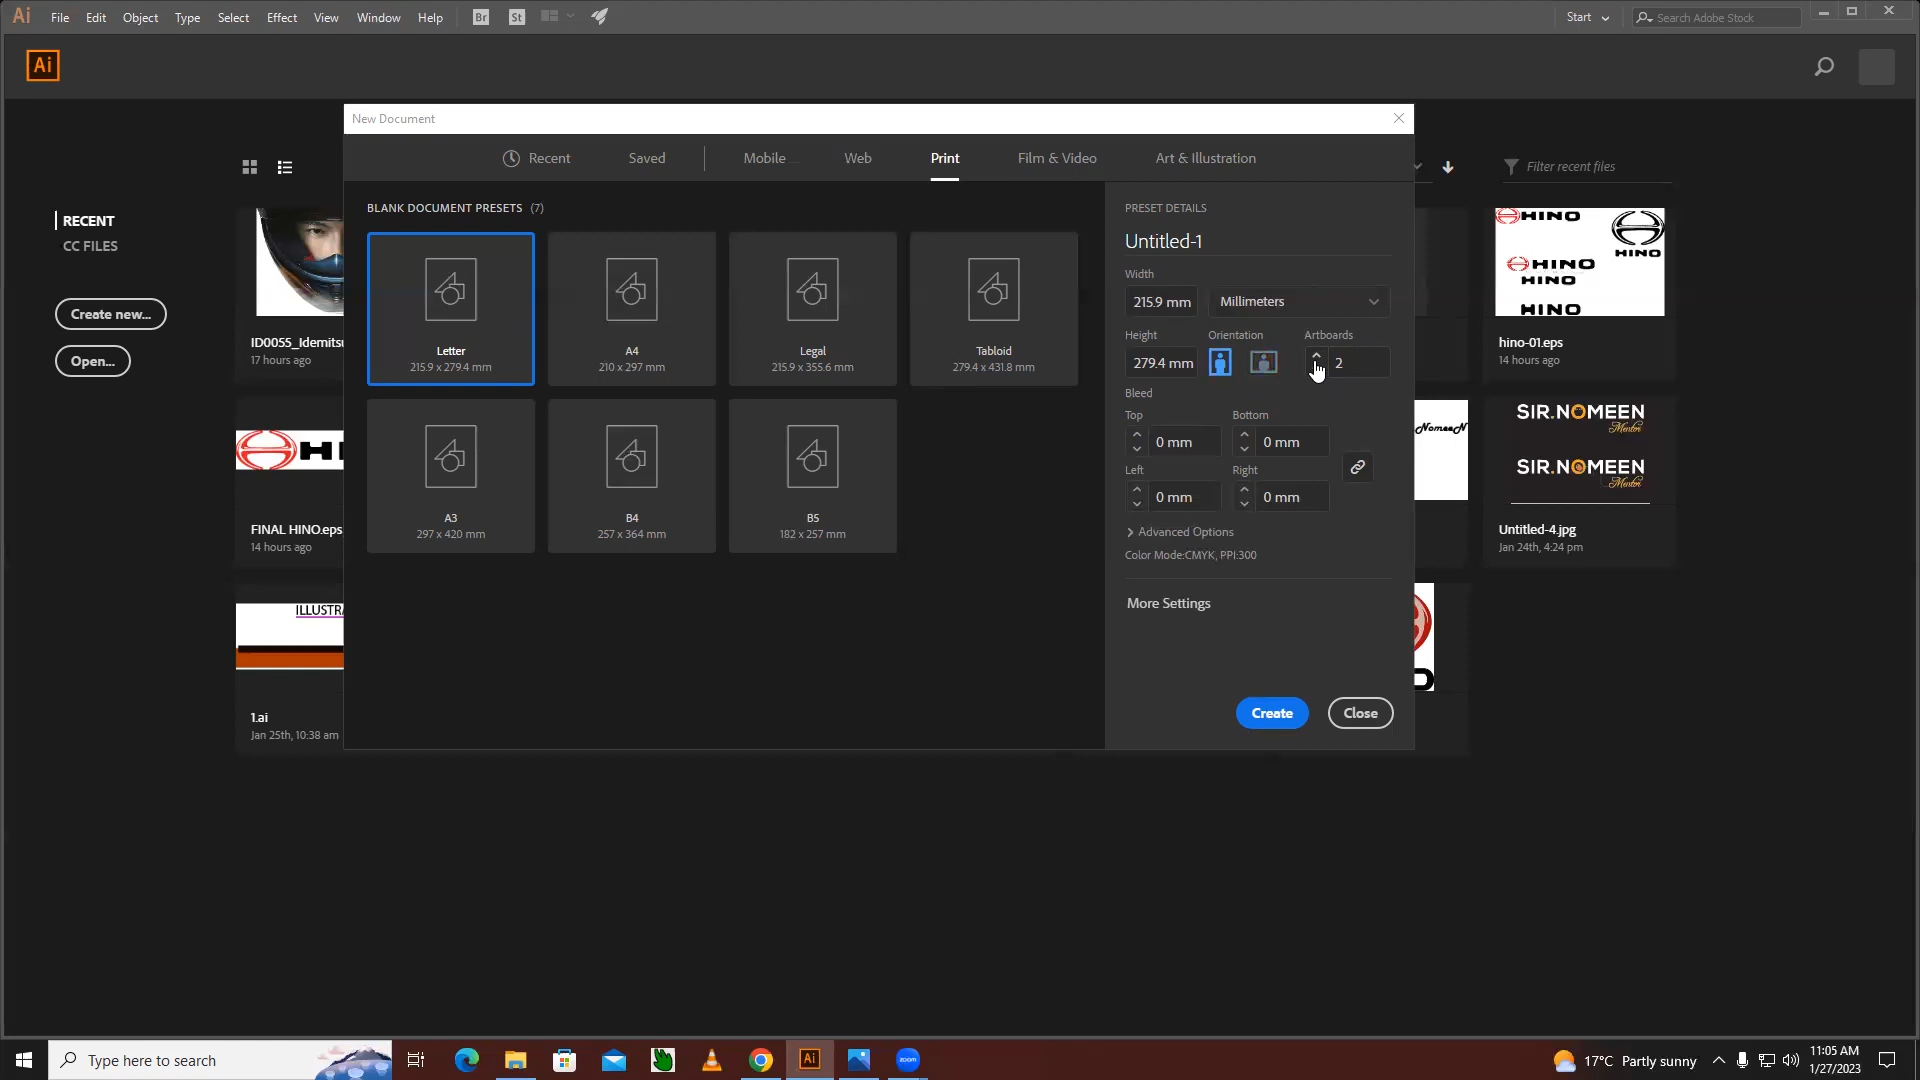 Ai File Edit Object Type Select Effect View Window Help Br St Start Search Adobe Stock
Ai
New Document
Recent Saved Mobile Web Print Film & Video Art & Illustration
Filter recent files
RECENT
CC FILES
Create new...
Open...
ID0055_Idemitsu
17 hours ago
FINAL HINO.eps
14 hours ago
ILLUSTRA
1.ai
Jan 25th, 10:38 am
BLANK DOCUMENT PRESETS (7)
Letter
215.9 x 279.4 mm
A4
210 x 297 mm
Legal
215.9 x 355.6 mm
Tabloid
279.4 x 431.8 mm
A3
297 x 420 mm
B4
257 x 364 mm
B5
182 x 257 mm
PRESET DETAILS
Untitled-1
Width
215.9 mm Millimeters
Height Orientation Artboards
279.4 mm 2
Bleed
Top Bottom
0 mm 0 mm
Left Right
0 mm 0 mm
Advanced Options
Color Mode:CMYK, PPI:300
More Settings
Create Close
HINO
HINO
HINO
HINO
HINO
hino-01.eps
14 hours ago
NomeeN
SIR.NOMEEN
Mentor
SIR.NOMEEN
Mentor
Untitled-4.jpg
Jan 24th, 4:24 pm
Type here to search
Ai
zoom
17°C Partly sunny
11:05 AM
1/27/2023